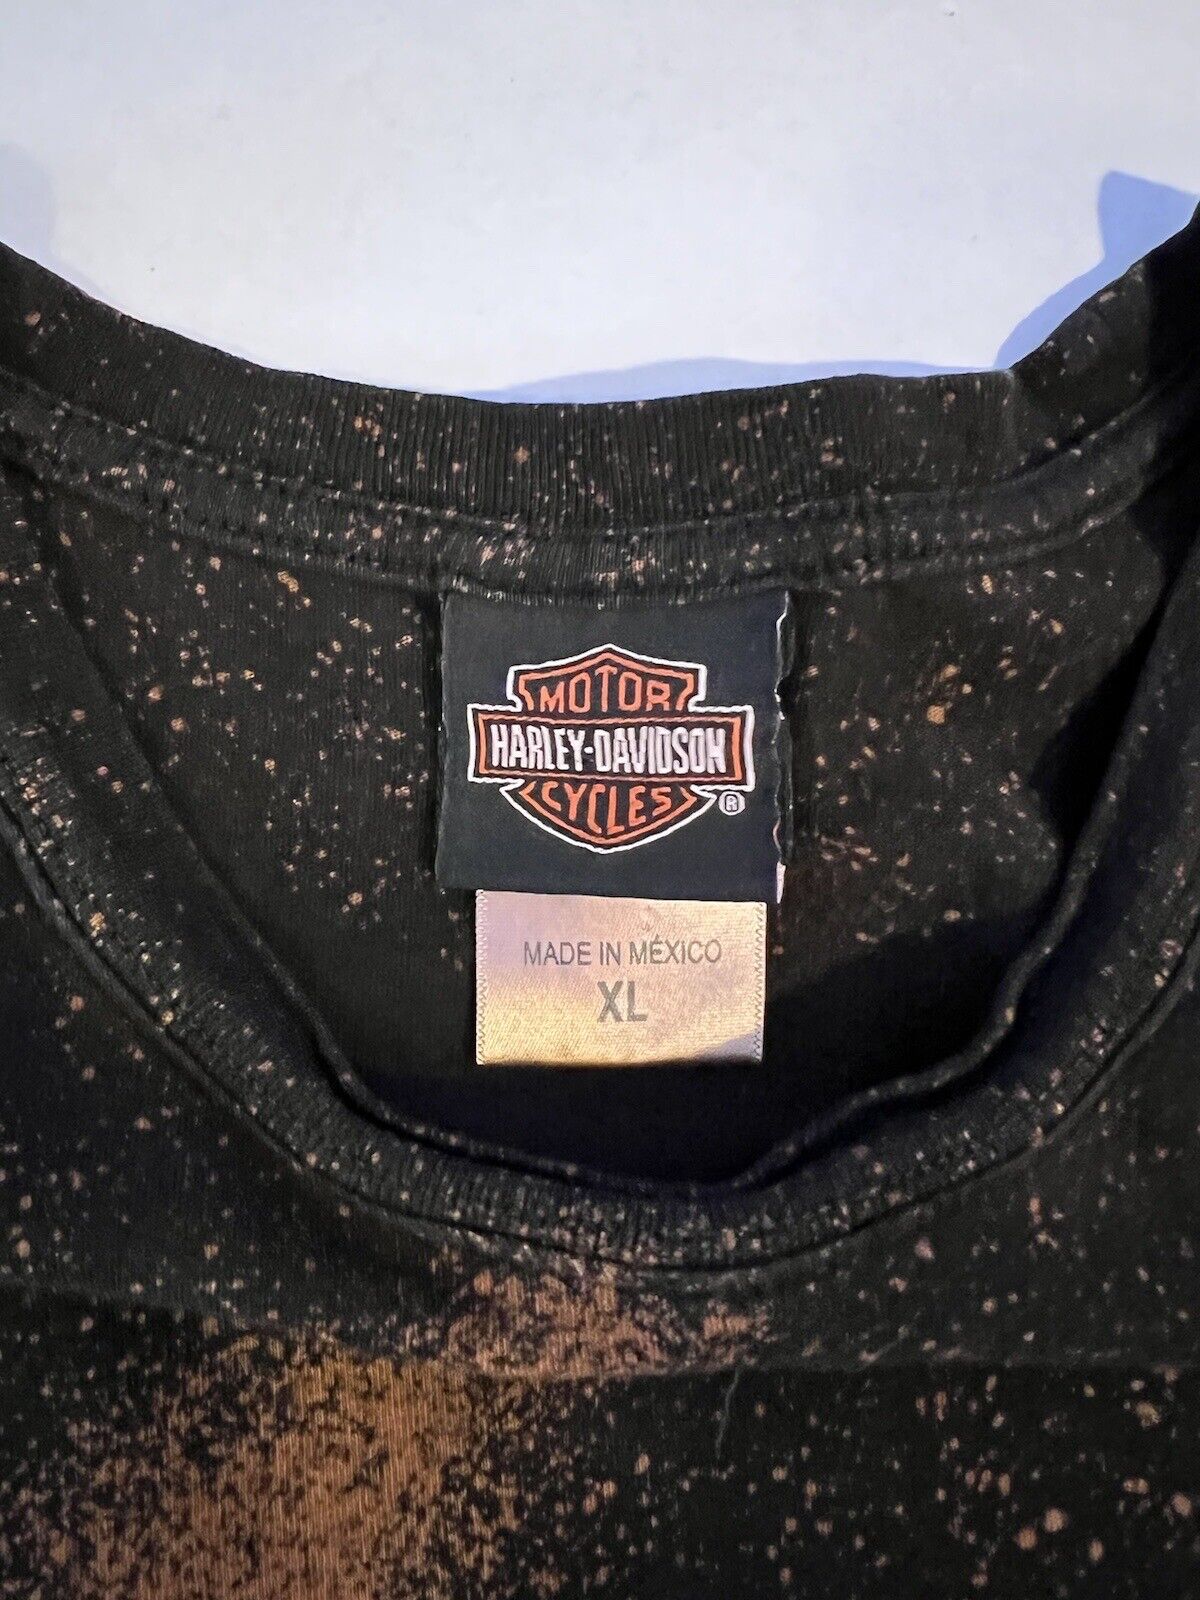 MOTOR
HARLEY-DAVIDSON
CYCLES
®
MADE IN MÉXICO
XL